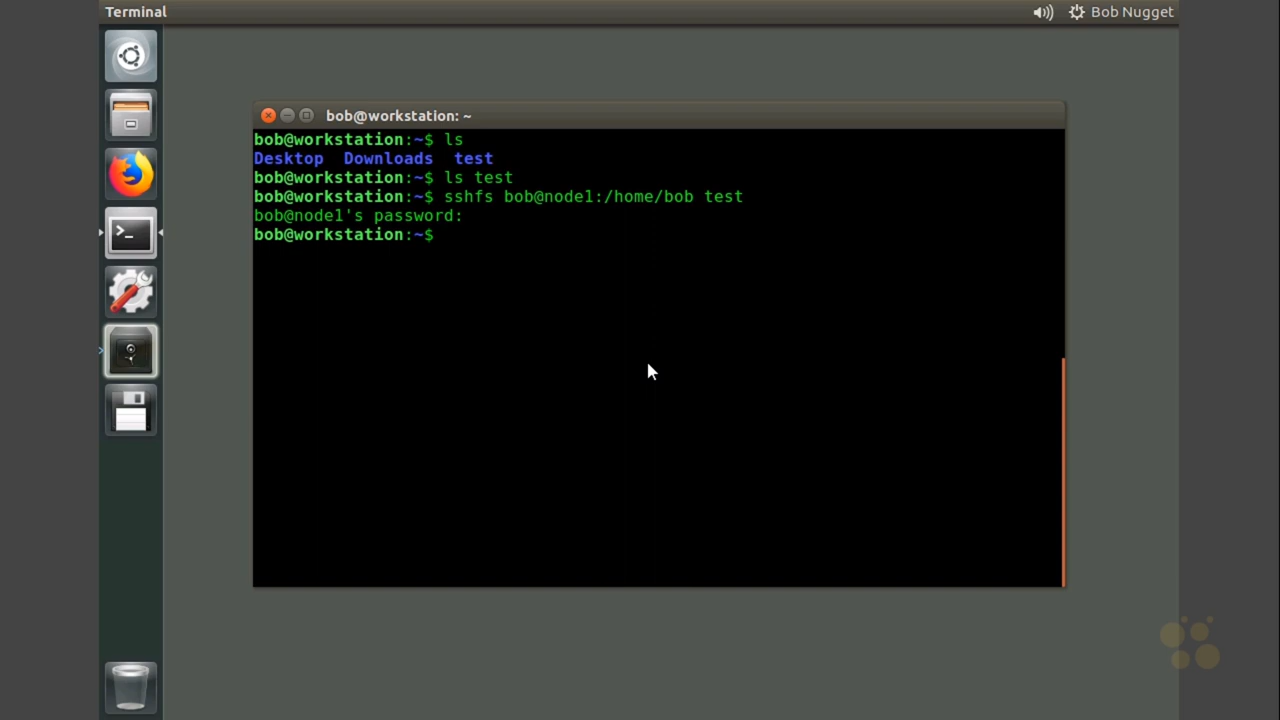 Terminal
Bob Nugget
bob@workstation: ~
bob@workstation:~$ ls
Desktop  Downloads  test
bob@workstation:~$ ls test
bob@workstation:~$ sshfs bob@node1:/home/bob test
bob@node1's password:
bob@workstation:~$